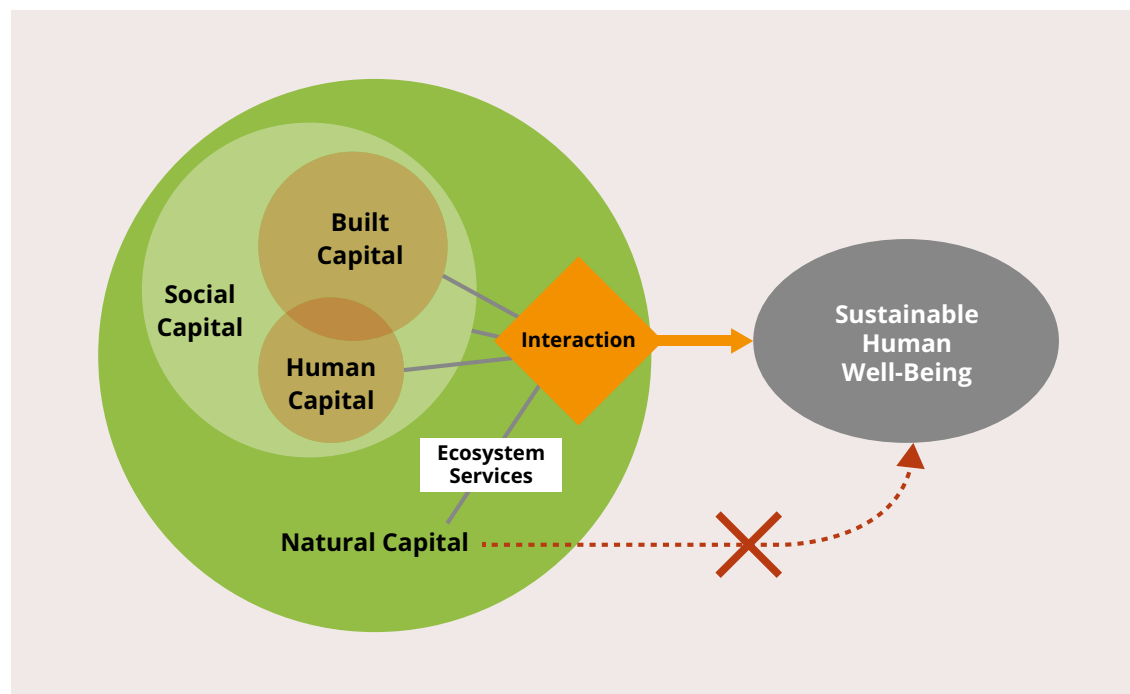 Built
Capital
Social
Capital
Human
Capital
Interaction
Ecosystem
Services
Natural Capital
Sustainable
Human
Well-Being